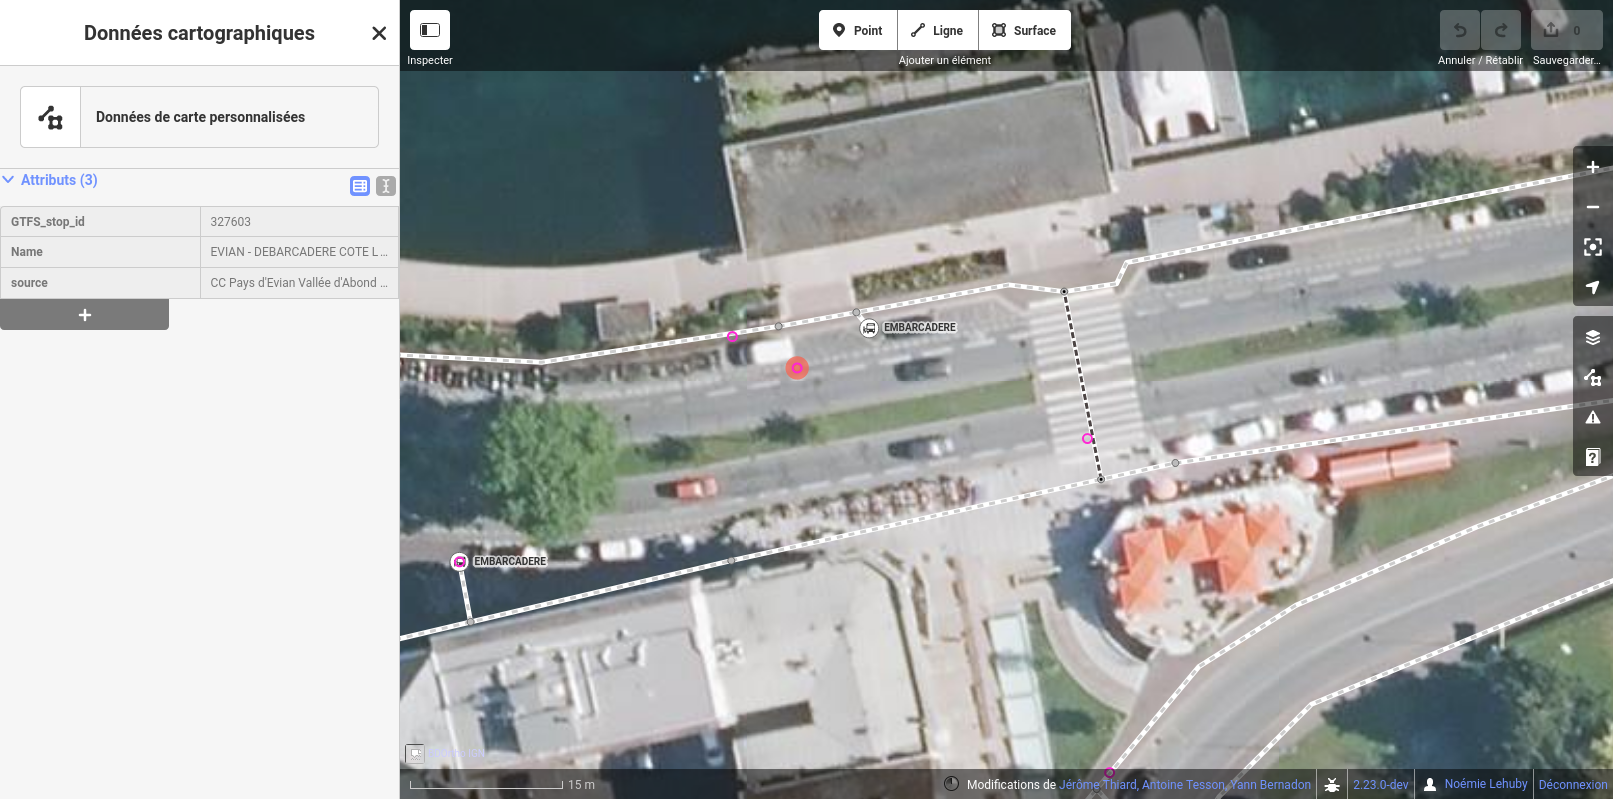 Données cartographiques
Données de carte personnalisées
Attributs (3)
GTFS_stop_id 327603
Name EVIAN - DEBARCADERE COTE L…
source CC Pays d'Evian Vallée d'Abond …
Inspecter
Point Ligne Surface
Ajouter un élément
0
Annuler / Rétablir Sauvegarder…
EMBARCADERE
EMBARCADERE
15 m
Modifications de Jérôme Thiard, Antoine Tesson, Yann Bernadon
2.23.0-dev
Noémie Lehuby
Déconnexion